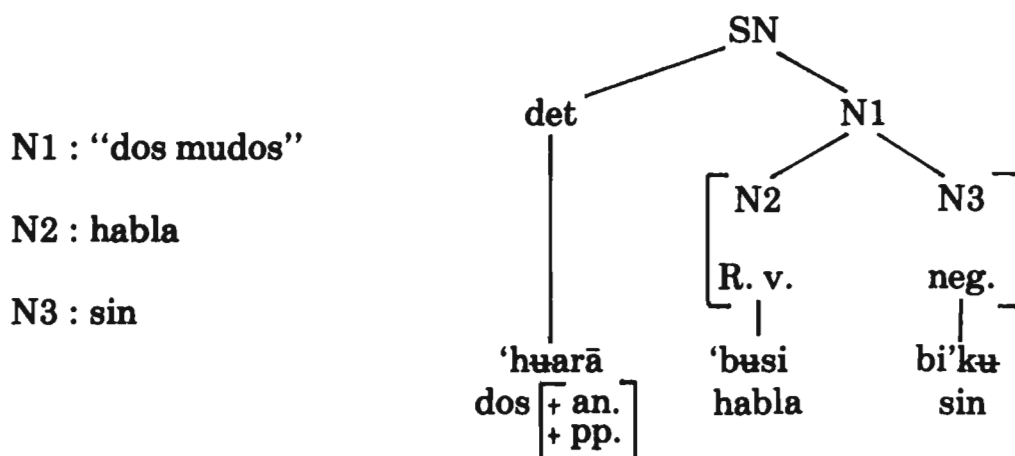 SN
det N1
N1 : “dos mudos”
N2 N3
N2 : habla
R. v. neg.
N3 : sin
‘hʉarā ‘bʉsi bi’kʉ
dos [+ an. habla sin
+ pp.]